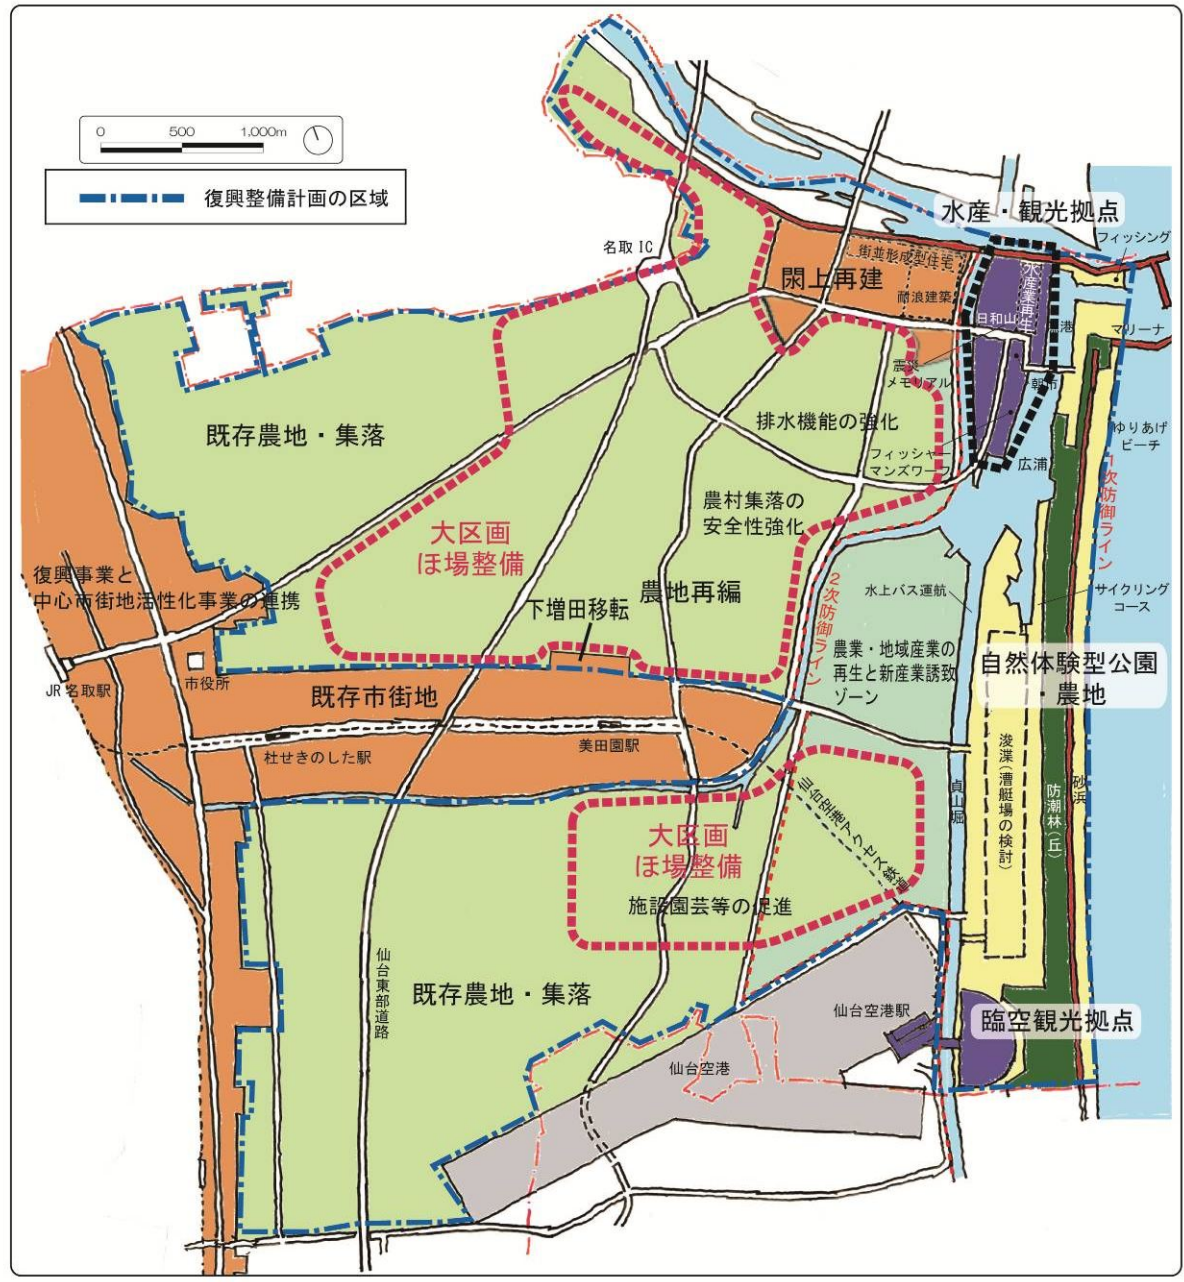 0 500 1,000m
復興整備計画の区域
水産・観光拠点
フィッシング
名取 IC
街並形成型住宅
閖上再建
耐浪建築
水産業再生
日和山
港
マリーナ
震災
メモリアル
朝市
排水機能の強化
既存農地・集落
ゆりあげ
ビーチ
フィッシャー
マンズワーフ
広浦
1次防御ライン
農村集落の
安全性強化
大区画
ほ場整備
復興事業と
中心市街地活性化事業の連携
下増田移転
農地再編
2次防御ライン
水上バス運航
サイクリング
コース
農業・地域産業の
再生と新産業誘致
ゾーン
自然体験型公園
・農地
JR 名取駅
市役所
既存市街地
杜せきのした駅
美田園駅
浚渫(漕艇場の検討)
貞山堀
防潮林(丘)
砂浜
仙台空港アクセス鉄道
大区画
ほ場整備
施設園芸等の促進
仙台東部道路
既存農地・集落
仙台空港駅
臨空観光拠点
仙台空港